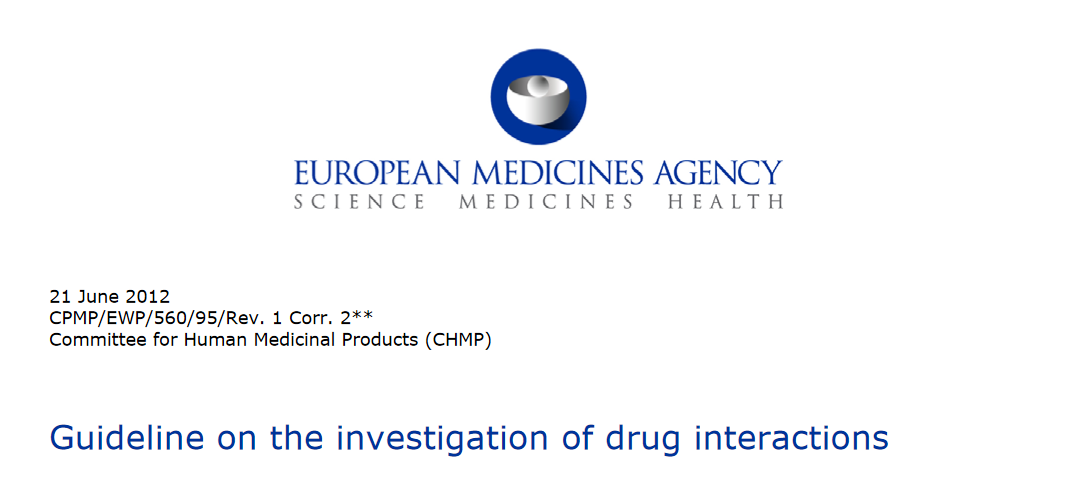 EUROPEAN MEDICINES AGENCY
SCIENCE MEDICINES HEALTH
21 June 2012
CPMP/EWP/560/95/Rev. 1 Corr. 2**
Committee for Human Medicinal Products (CHMP)
Guideline on the investigation of drug interactions